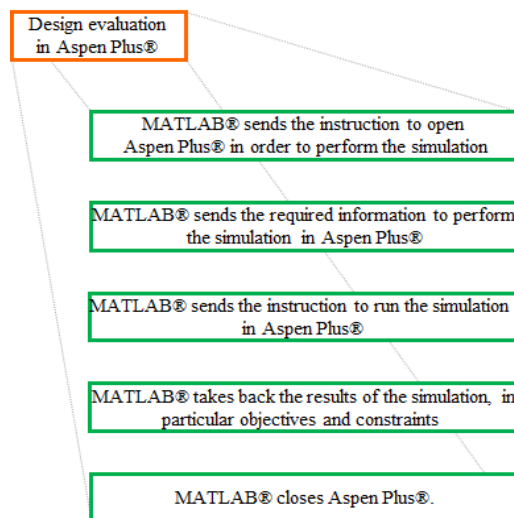 Design evaluation
in Aspen Plus®
MATLAB® sends the instruction to open
Aspen Plus® in order to perform the simulation
MATLAB® sends the required information to perform
the simulation in Aspen Plus®
MATLAB® sends the instruction to run the simulation
in Aspen Plus®
MATLAB® takes back the results of the simulation, in
particular objectives and constraints
MATLAB® closes Aspen Plus®.